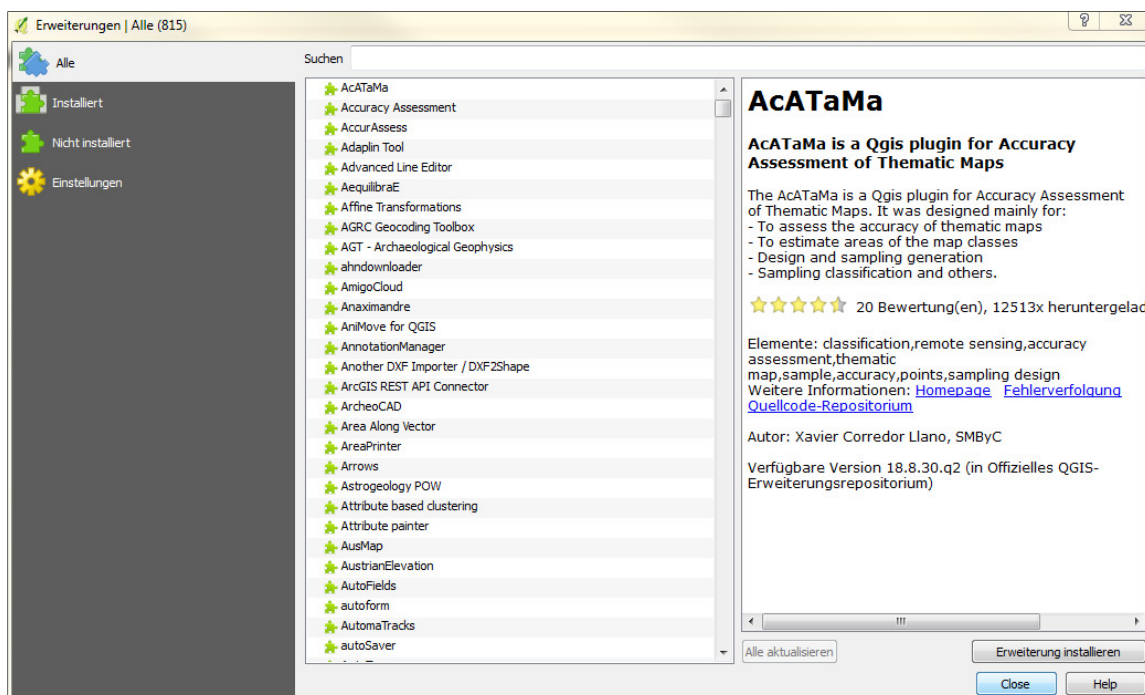 Erweiterungen | Alle (815)
Alle
Installiert
Nicht installiert
Einstellungen
Suchen
AcATaMa
Accuracy Assessment
AccurAssess
Adaplin Tool
Advanced Line Editor
AequilibraE
Affine Transformations
AGRC Geocoding Toolbox
AGT - Archaeological Geophysics
ahndownloader
AmigoCloud
Anaximandre
AniMove for QGIS
AnnotationManager
Another DXF Importer / DXF2Shape
ArcGIS REST API Connector
ArcheoCAD
Area Along Vector
AreaPrinter
Arrows
Astrogeology POW
Attribute based clustering
Attribute painter
AusMap
AustrianElevation
AutoFields
autoform
AutomaTracks
autoSaver
AcATaMa
AcATaMa is a Qgis plugin for Accuracy
Assessment of Thematic Maps
The AcATaMa is a Qgis plugin for Accuracy Assessment
of Thematic Maps. It was designed mainly for:
- To assess the accuracy of thematic maps
- To estimate areas of the map classes
- Design and sampling generation
- Sampling classification and others.
20 Bewertung(en), 12513x heruntergelad
Elemente: classification,remote sensing,accuracy
assessment,thematic
map,sample,accuracy,points,sampling design
Weitere Informationen: Homepage Fehlerverfolgung
Quellcode-Repositorium
Autor: Xavier Corredor Llano, SMByC
Verfügbare Version 18.8.30.q2 (in Offizielles QGIS-
Erweiterungsrepositorium)
Alle aktualisieren
Erweiterung installieren
Close
Help